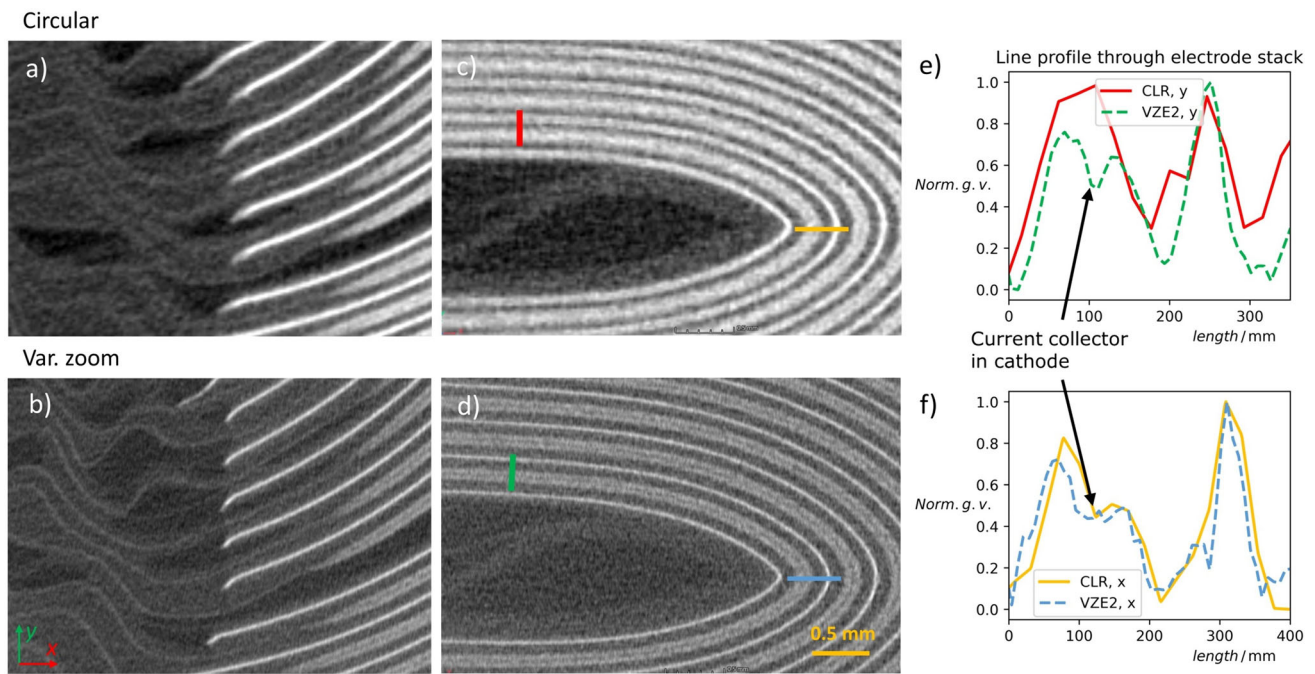 Circular
a)
c)
e)
Line profile through electrode stack
1.0
0.8
0.6
0.4
0.2
0.0
Norm. g. v.
CLR, y
VZE2, y
0
100
200
300
length / mm
Current collector
in cathode
Var. zoom
b)
d)
f)
1.0
0.8
0.6
0.4
0.2
0.0
Norm. g. v.
CLR, x
VZE2, x
0
100
200
300
400
length / mm
y
x
0.5 mm